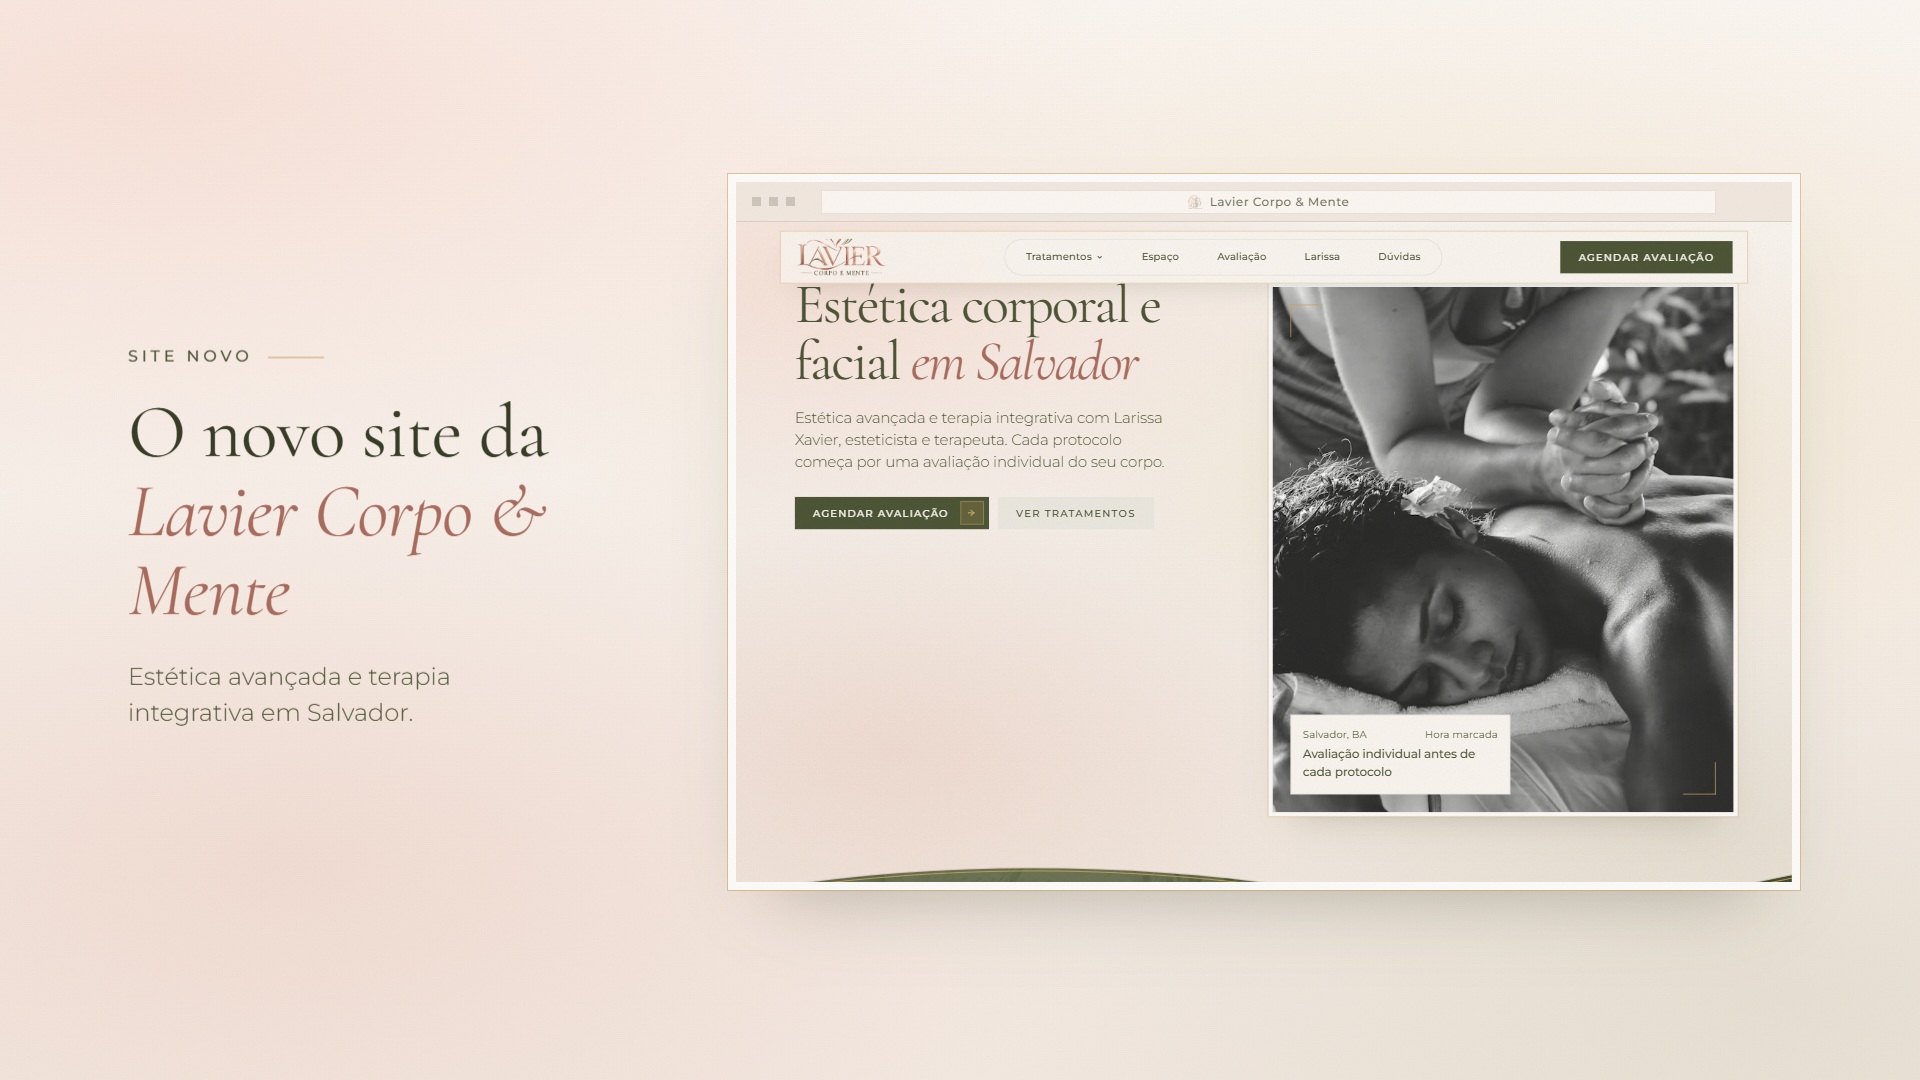 SITE NOVO
O novo site da
Lavier Corpo &
Mente
Estética avançada e terapia
integrativa em Salvador.
Lavier Corpo & Mente
LAVIER
CORPO E MENTE
Tratamentos
Espaço
Avaliação
Larissa
Dúvidas
AGENDAR AVALIAÇÃO
Estética corporal e
facial em Salvador
Estética avançada e terapia integrativa com Larissa
Xavier, esteticista e terapeuta. Cada protocolo
começa por uma avaliação individual do seu corpo.
AGENDAR AVALIAÇÃO
VER TRATAMENTOS
Salvador, BA
Hora marcada
Avaliação individual antes de
cada protocolo